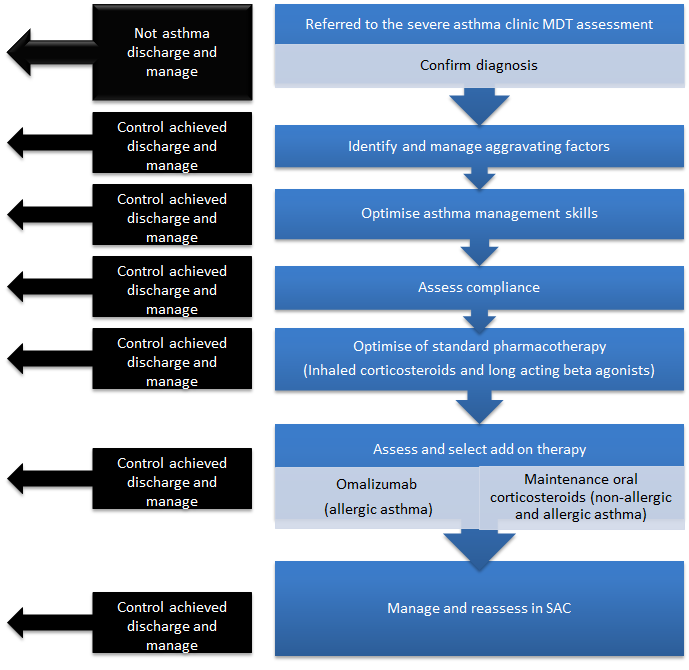 Not asthma
discharge and
manage
Referred to the severe asthma clinic MDT assessment
Confirm diagnosis
Control achieved
discharge and
manage
Identify and manage aggravating factors
Control achieved
discharge and
manage
Optimise asthma management skills
Control achieved
discharge and
manage
Assess compliance
Control achieved
discharge and
manage
Optimise of standard pharmacotherapy
(Inhaled corticosteroids and long acting beta agonists)
Control achieved
discharge and
manage
Assess and select add on therapy
Omalizumab
(allergic asthma)
Maintenance oral
corticosteroids (non-allergic
and allergic asthma)
Control achieved
discharge and
manage
Manage and reassess in SAC